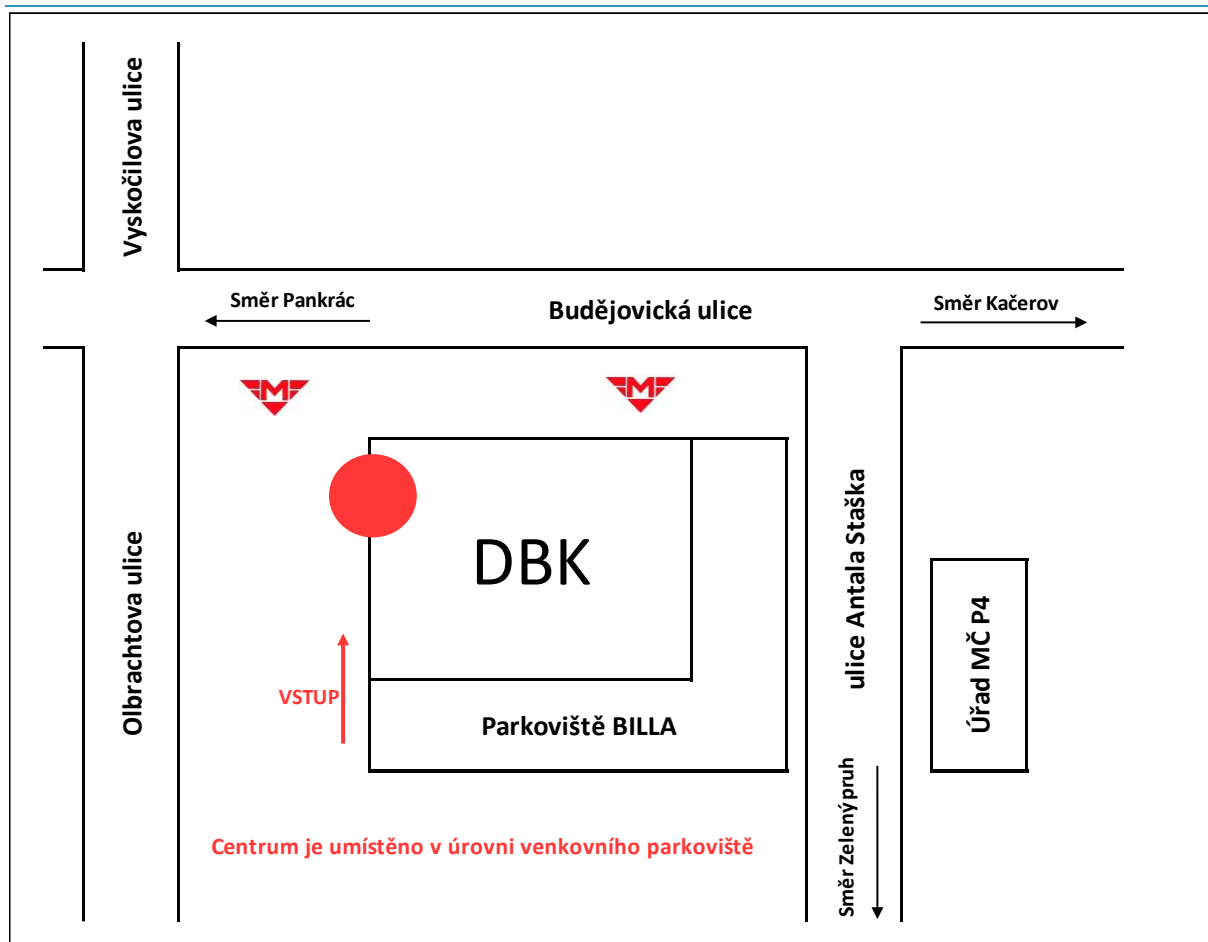 Vyskočilova ulice
Směr Pankrác
Budějovická ulice
Směr Kačerov
M
M
DBK
Olbrachtova ulice
ulice Antala Staška
Úřad MČ P4
VSTUP
Parkoviště BILLA
Směr Zelený pruh
Centrum je umístěno v úrovni venkovního parkoviště